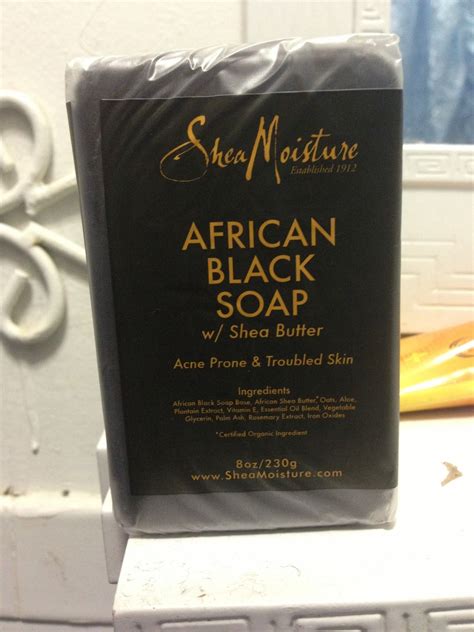 Shea Moisture
Established 1912
AFRICAN
BLACK
SOAP
w/ Shea Butter
Acne Prone & Troubled Skin
Ingredients
African Black Soap Base, African Shea Butter,* Oats, Aloe,
Plantain Extract, Vitamin E, Essential Oil Blend, Vegetable
Glycerin, Palm Ash, Rosemary Extract, Iron Oxides
*Certified Organic Ingredient
8oz/230g
www.SheaMoisture.com